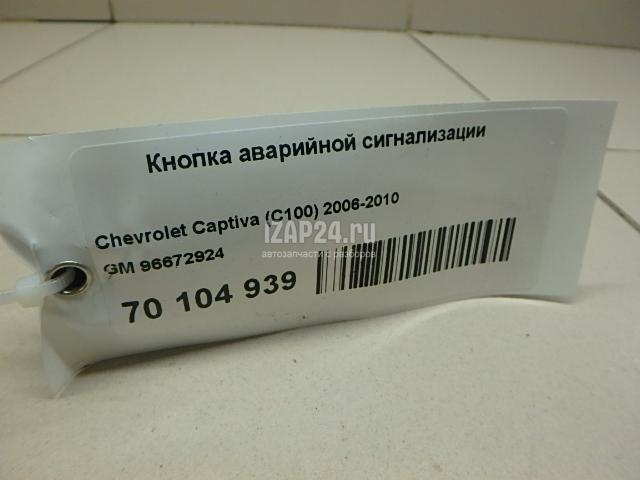 Кнопка аварийной сигнализации
Chevrolet Captiva (C100) 2006-2010
GM 96672924
70 104 939
IZAP24.ru
автозапчасти с разборов